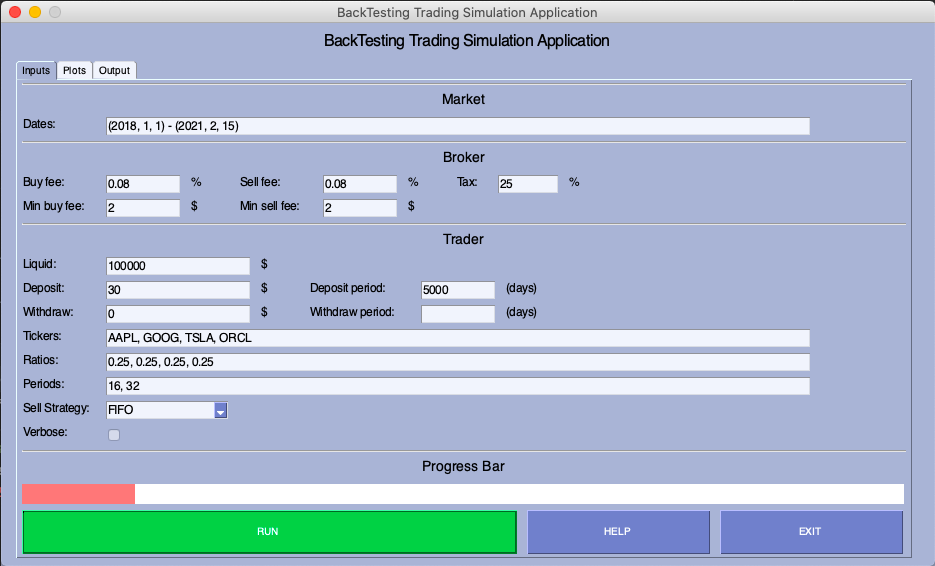 BackTesting Trading Simulation Application
BackTesting Trading Simulation Application
Inputs Plots Output
Market
Dates: (2018, 1, 1) - (2021, 2, 15)
Broker
Buy fee: 0.08 % Sell fee: 0.08 % Tax: 25 %
Min buy fee: 2 $ Min sell fee: 2 $
Trader
Liquid: 100000 $
Deposit: 30 $ Deposit period: 5000 (days)
Withdraw: 0 $ Withdraw period: (days)
Tickers: AAPL, GOOG, TSLA, ORCL
Ratios: 0.25, 0.25, 0.25, 0.25
Periods: 16, 32
Sell Strategy: FIFO
Verbose:
Progress Bar
RUN HELP EXIT